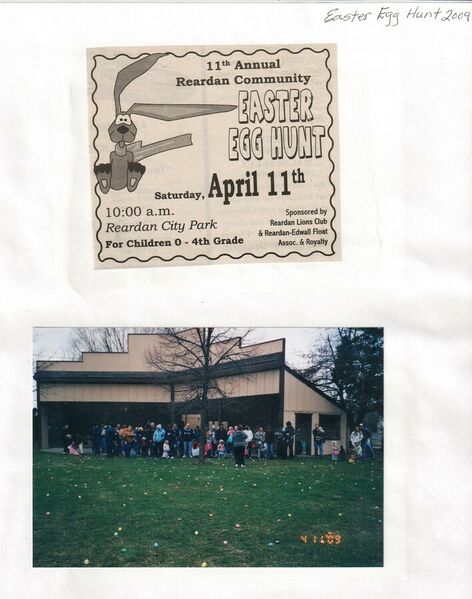 Easter Egg Hunt 2009
11th Annual
Reardan Community
EASTER
EGG HUNT
Saturday, April 11th
10:00 a.m.
Reardan City Park
For Children 0 - 4th Grade
Sponsored by
Reardan Lions Club
& Reardan-Edwall Float
Assoc. & Royalty
4 11 '09